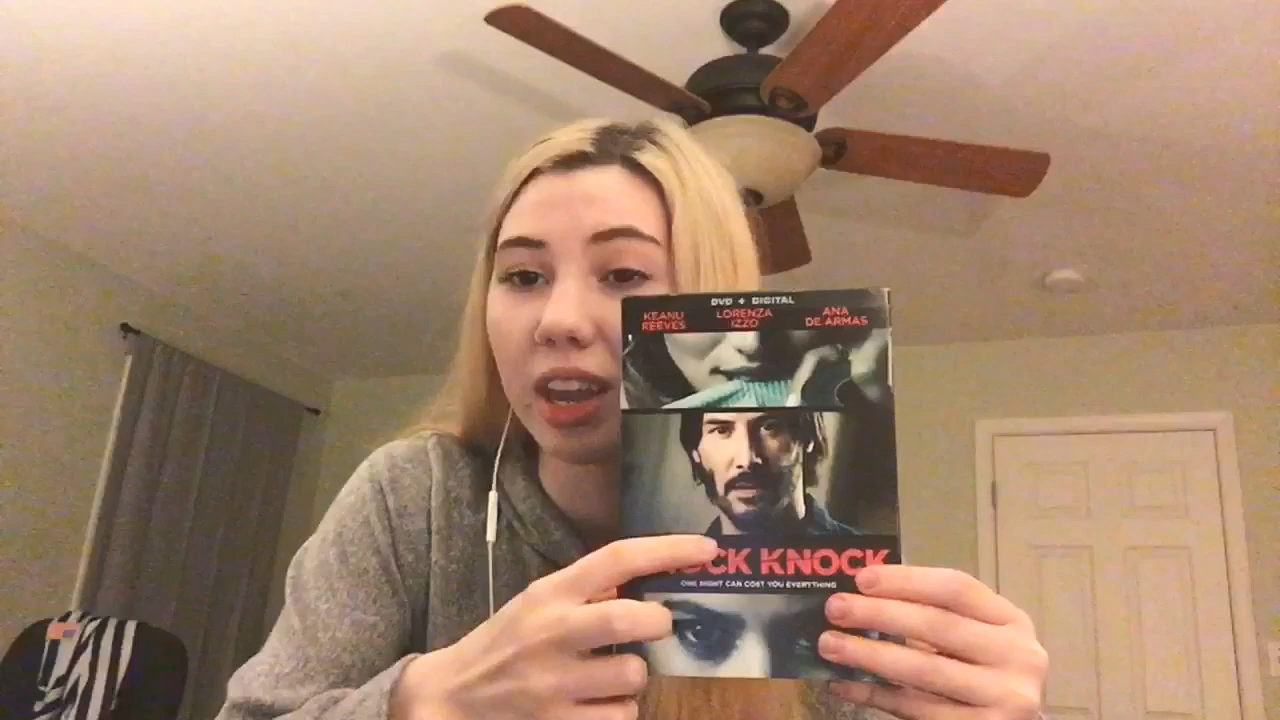 DVD + DIGITAL
KEANU REEVES
LORENZA IZZO
ANA DE ARMAS
OCK KNOCK
ONE NIGHT CAN COST YOU EVERYTHING